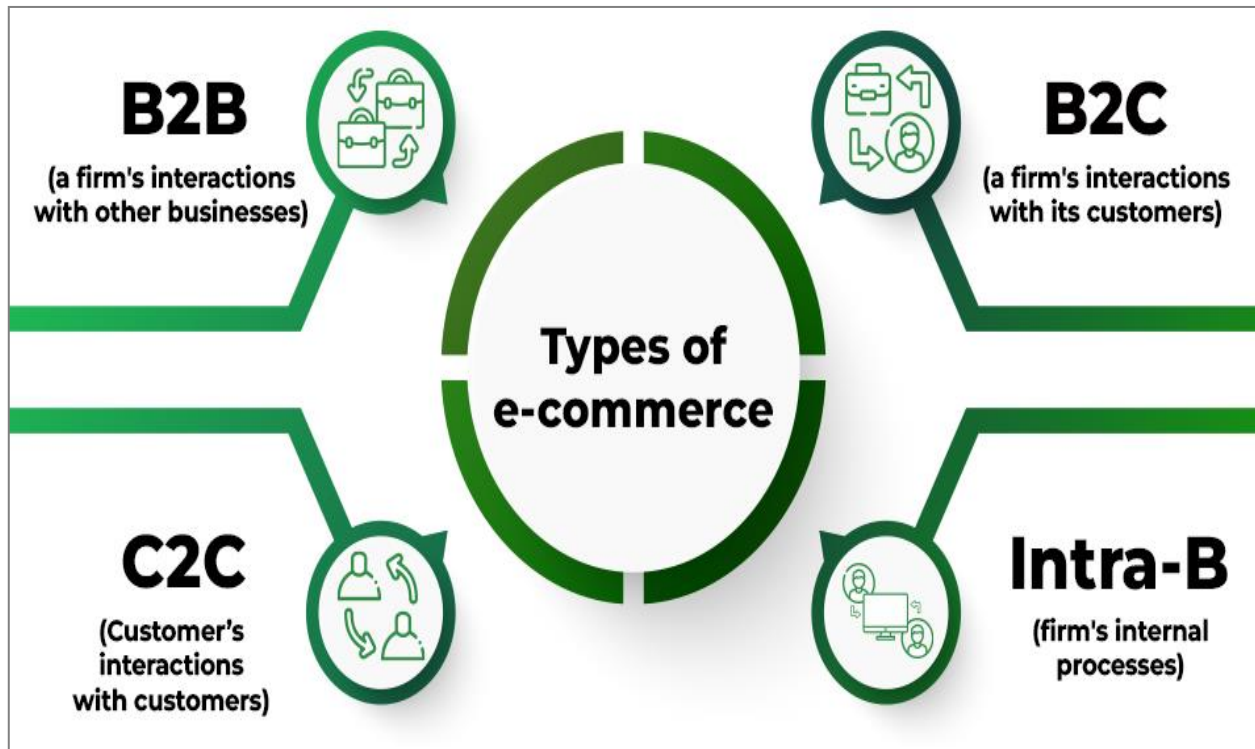 B2B
(a firm's interactions
with other businesses)
B2C
(a firm's interactions
with its customers)
Types of
e-commerce
C2C
(Customer’s
interactions
with customers)
Intra-B
(firm's internal
processes)